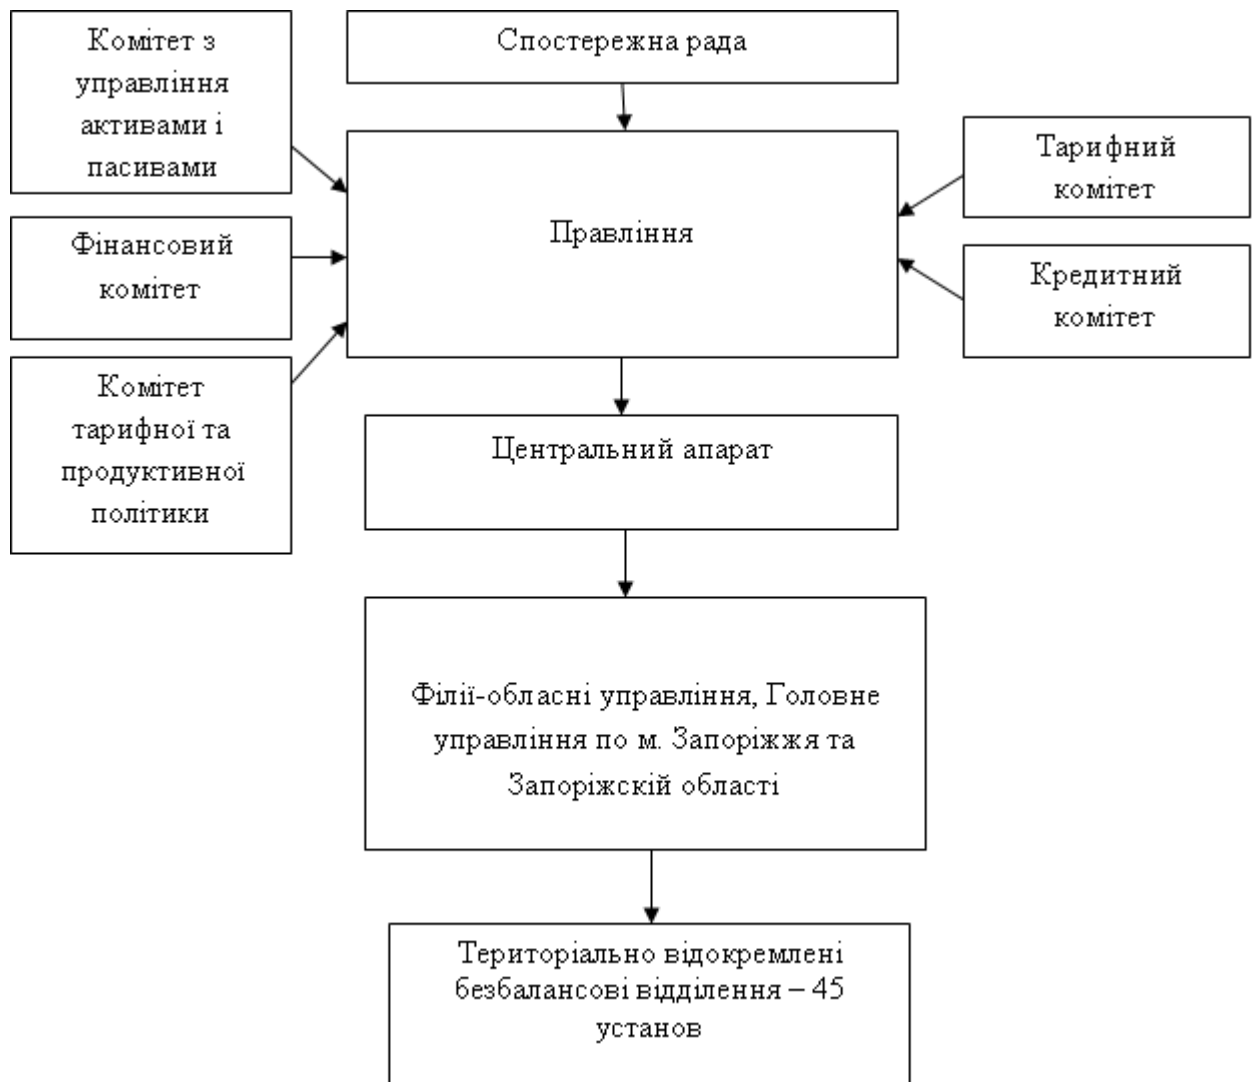 Комітет з
управління
активами і
пасивами
Спостережна рада
Тарифний
комітет
Правління
Фінансовий
комітет
Кредитний
комітет
Комітет
тарифної та
продуктивної
політики
Центральний апарат
Філії-обласні управління, Головне
управління по м. Запоріжжя та
Запоріжскій області
Територіально відокремлені
безбалансові відділення – 45
установ